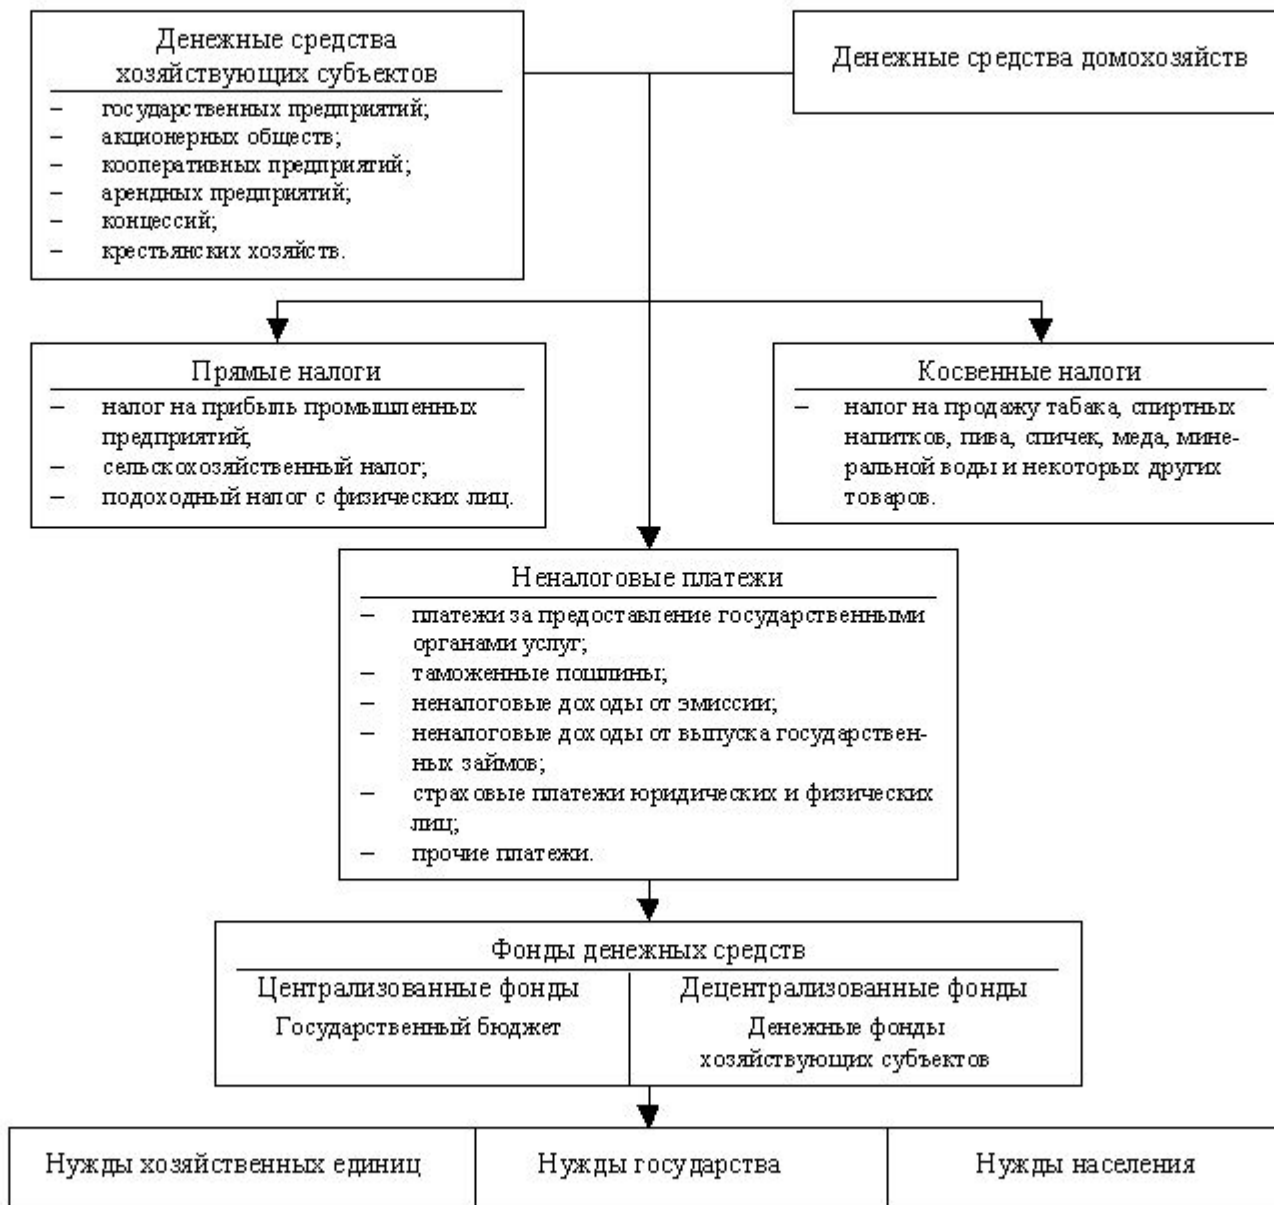 Денежные средства
хозяйствующих субъектов
– государственных предприятий;
– акционерных обществ;
– кооперативных предприятий;
– арендных предприятий;
– концессий;
– крестьянских хозяйств.
Денежные средства домохозяйств
Прямые налоги
– налог на прибыль промышленных
предприятий;
– сельскохозяйственный налог;
– подоходный налог с физических лиц.
Косвенные налоги
– налог на продажу табака, спиртных
напитков, пива, спичек, меда, мине-
ральной воды и некоторых других
товаров.
Неналоговые платежи
– платежи за предоставление государственными
органами услуг;
– таможенные пошлины;
– неналоговые доходы от эмиссии;
– неналоговые доходы от выпуска государствен-
ных займов;
– страховые платежи юридических и физических
лиц;
– прочие платежи.
Фонды денежных средств
Централизованные фонды
Государственный бюджет
Децентрализованные фонды
Денежные фонды
хозяйствующих субъектов
Нужды хозяйственных единиц
Нужды государства
Нужды населения